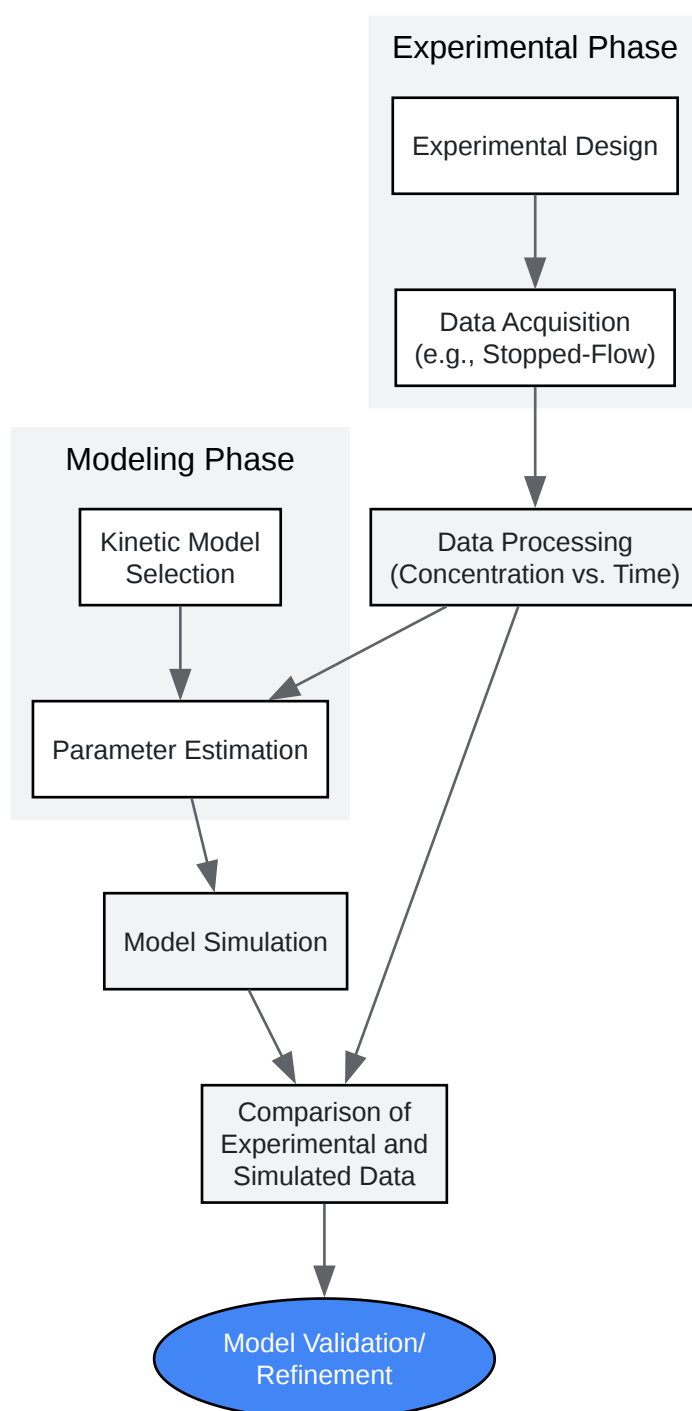 Experimental Phase
Experimental Design
Data Acquisition
(e.g., Stopped-Flow)
Modeling Phase
Kinetic Model
Selection
Data Processing
(Concentration vs. Time)
Parameter Estimation
Model Simulation
Comparison of
Experimental and
Simulated Data
Model Validation/
Refinement